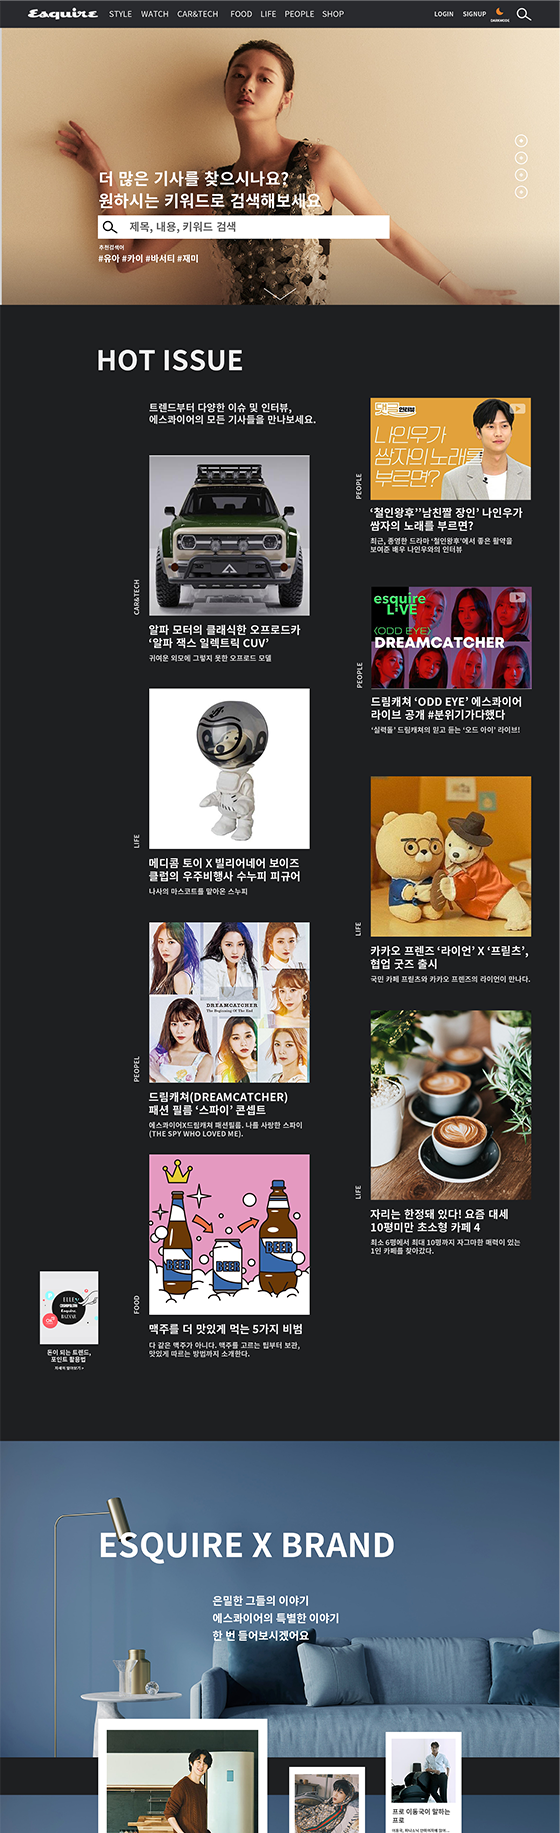 Esquire STYLE WATCH CAR&TECH FOOD LIFE PEOPLE SHOP LOGIN SIGNUP DARKMODE
더 많은 기사를 찾으시나요?
원하시는 키워드로 검색해보세요
제목, 내용, 키워드 검색
추천검색어
#유아 #카이 #바서티 #재미
HOT ISSUE
트렌드부터 다양한 이슈 및 인터뷰,
에스콰이어의 모든 기사들을 만나보세요.
CAR&TECH
알파 모터의 클래식한 오프로드카
‘알파 잭스 일렉트릭 CUV’
귀여운 외모에 그렇지 못한 오프로드 모델
LIFE
메디콤 토이 X 빌리어네어 보이즈
클럽의 우주비행사 수누피 피규어
나사의 마스코트를 맡아온 스누피
DREAMCATCHER
The Beginning Of The End
PEOPEL
드림캐쳐(DREAMCATCHER)
패션 필름 ‘스파이’ 콘셉트
에스콰이어X드림캐쳐 패션필름. 나를 사랑한 스파이
(THE SPY WHO LOVED ME).
BEER
BEER
BEER
FOOD
맥주를 더 맛있게 먹는 5가지 비범
다 같은 맥주가 아니다. 맥주를 고르는 팁부터 보관,
맛있게 따르는 방법까지 소개한다.
댓글 인터뷰
나인우가
쌈자의 노래를
부르면?
PEOPLE
‘철인왕후’’남친짤 장인’ 나인우가
쌈자의 노래를 부르면?
최근, 종영한 드라마 ‘철인왕후’에서 좋은 활약을
보여준 배우 나인우와의 인터뷰
esquire
LIVE
〈ODD EYE〉
DREAMCATCHER
PEOPLE
드림캐쳐 ‘ODD EYE’ 에스콰이어
라이브 공개 #분위기가다했다
‘실력돌’ 드림캐쳐의 믿고 듣는 ‘오드 아이’ 라이브!
LIFE
카카오 프렌즈 ‘라이언’ X ‘프릳츠’,
협업 굿즈 출시
국민 카페 프릳츠와 카카오 프렌즈의 라이언이 만나다.
LIFE
자리는 한정돼 있다! 요즘 대세
10평미만 초소형 카페 4
최소 6평에서 최대 10평까지 자그마한 매력이 있는
1인 카페를 찾아갔다.
ELLE
COSMOPOLITAN
Esquire
BAZAAR
돈이 되는 트렌드,
포인트 활용법
자세히 알아보기 >
ESQUIRE X BRAND
은밀한 그들의 이야기
에스콰이어의 특별한 이야기
한 번 들어보시겠어요
프로 이동국이 말하는
프로